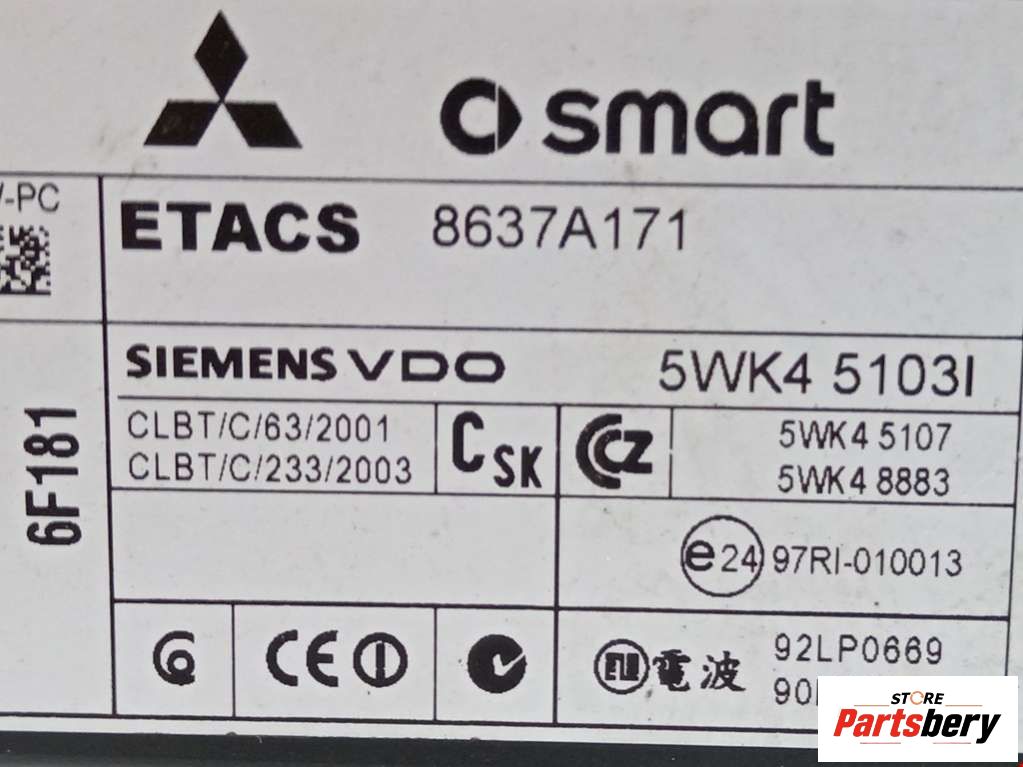 smart
-PC
ETACS 8637A171
SIEMENS VDO 5WK4 5103I
6F181
CLBT/C/63/2001
CLBT/C/233/2003
CSK
CCZ
5WK4 5107
5WK4 8883
e24 97RI-010013
CE
電波
92LP0669
STORE
Partsbery